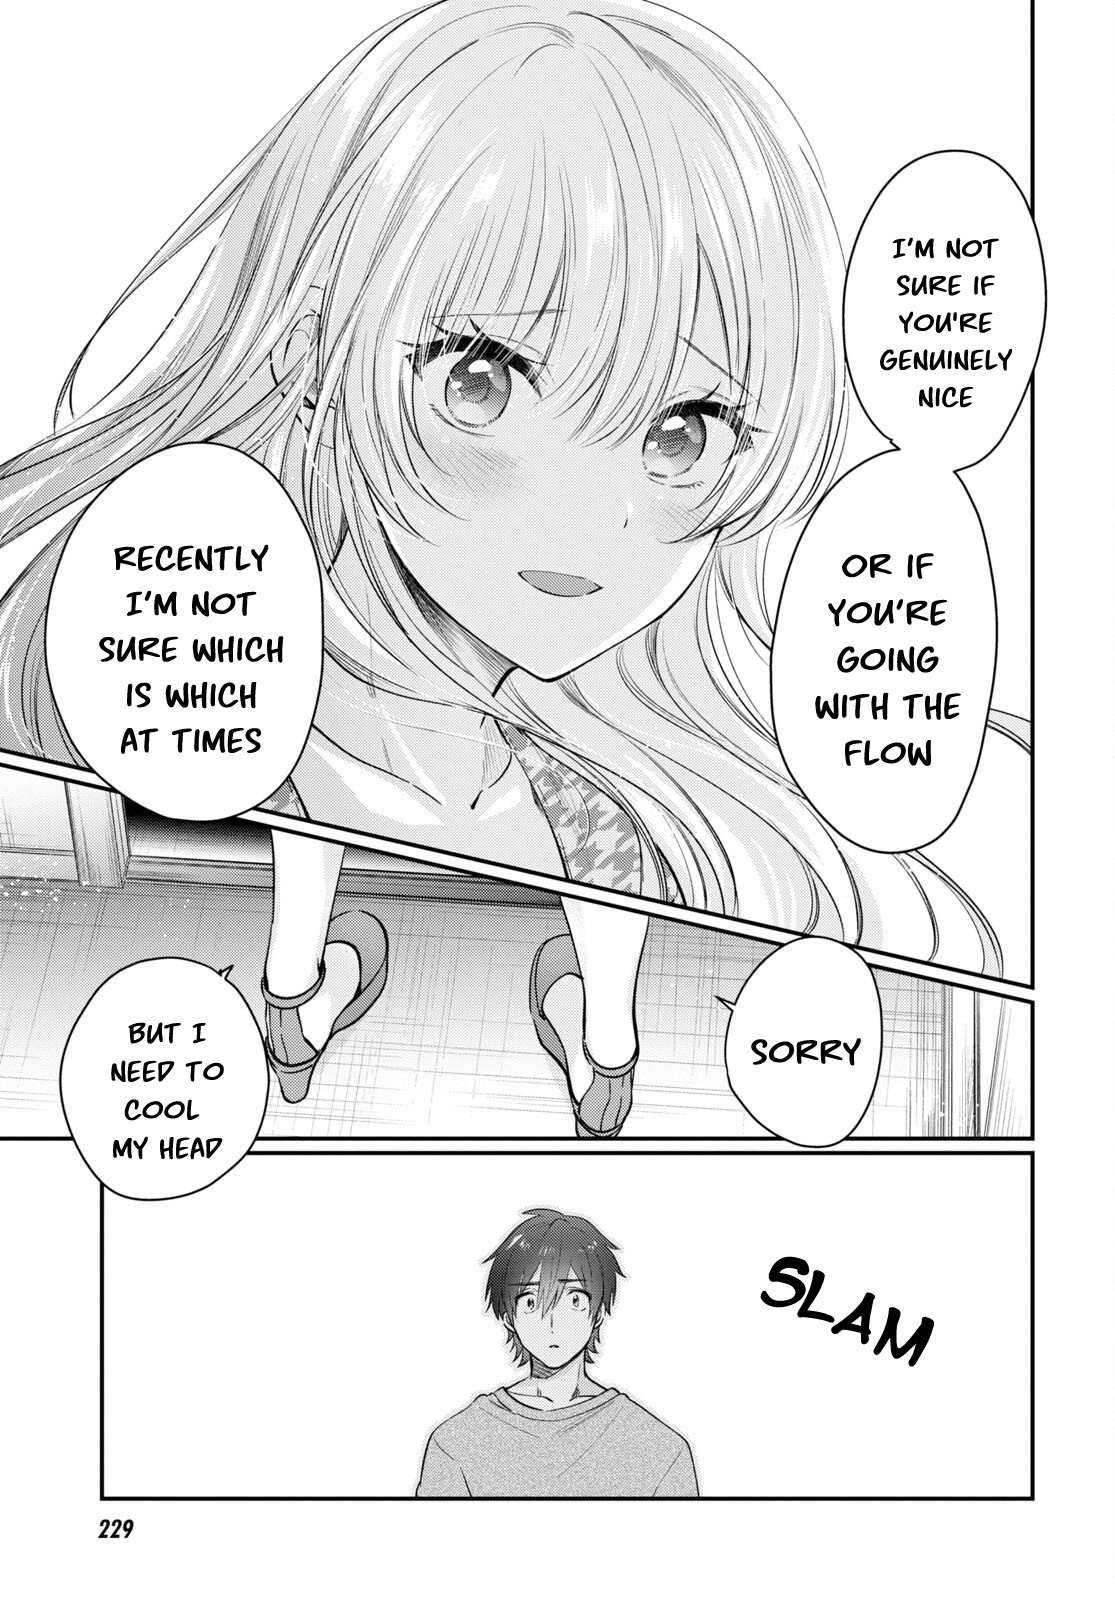 I'M NOT
SURE IF
YOU'RE
GENUINELY
NICE
OR IF
YOU'RE
GOING
WITH THE
FLOW
RECENTLY
I'M NOT
SURE WHICH
IS WHICH
AT TIMES
SORRY
BUT I
NEED TO
COOL
MY HEAD
SLAM
229